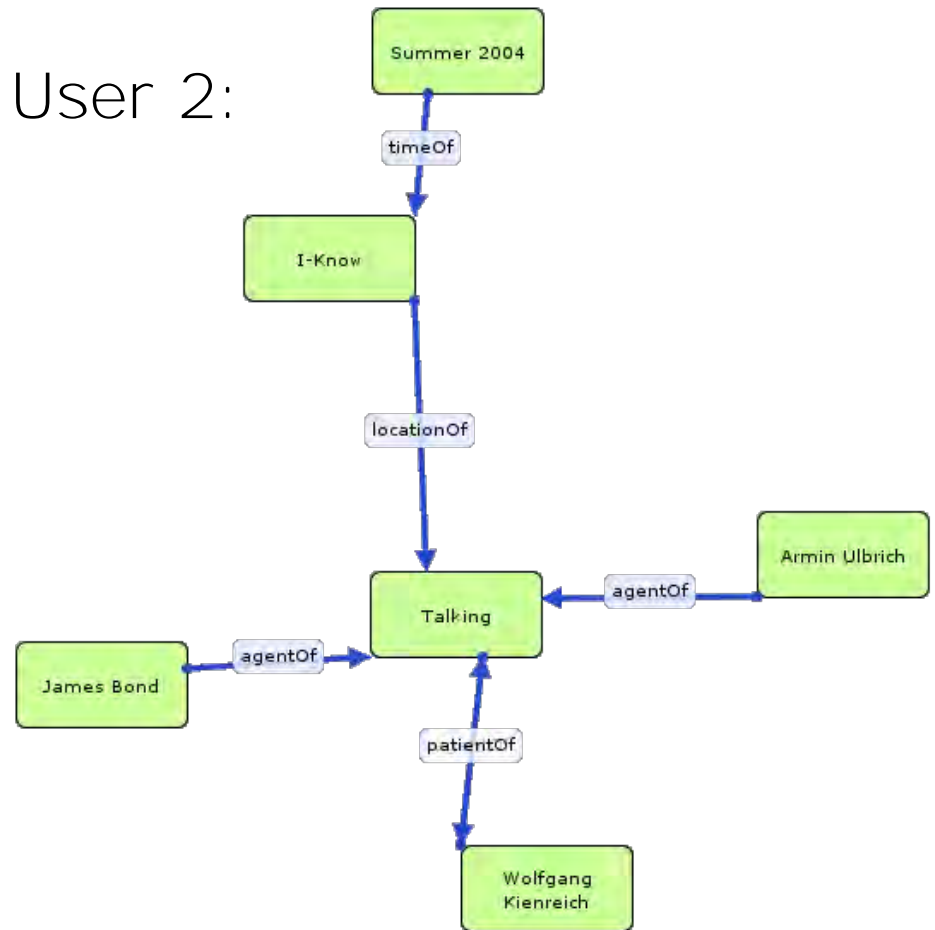 Summer 2004
User 2:
timeOf
I-Know
locationOf
Armin Ulbrich
agentOf
Talking
agentOf
James Bond
patientOf
Wolfgang
Kienreich